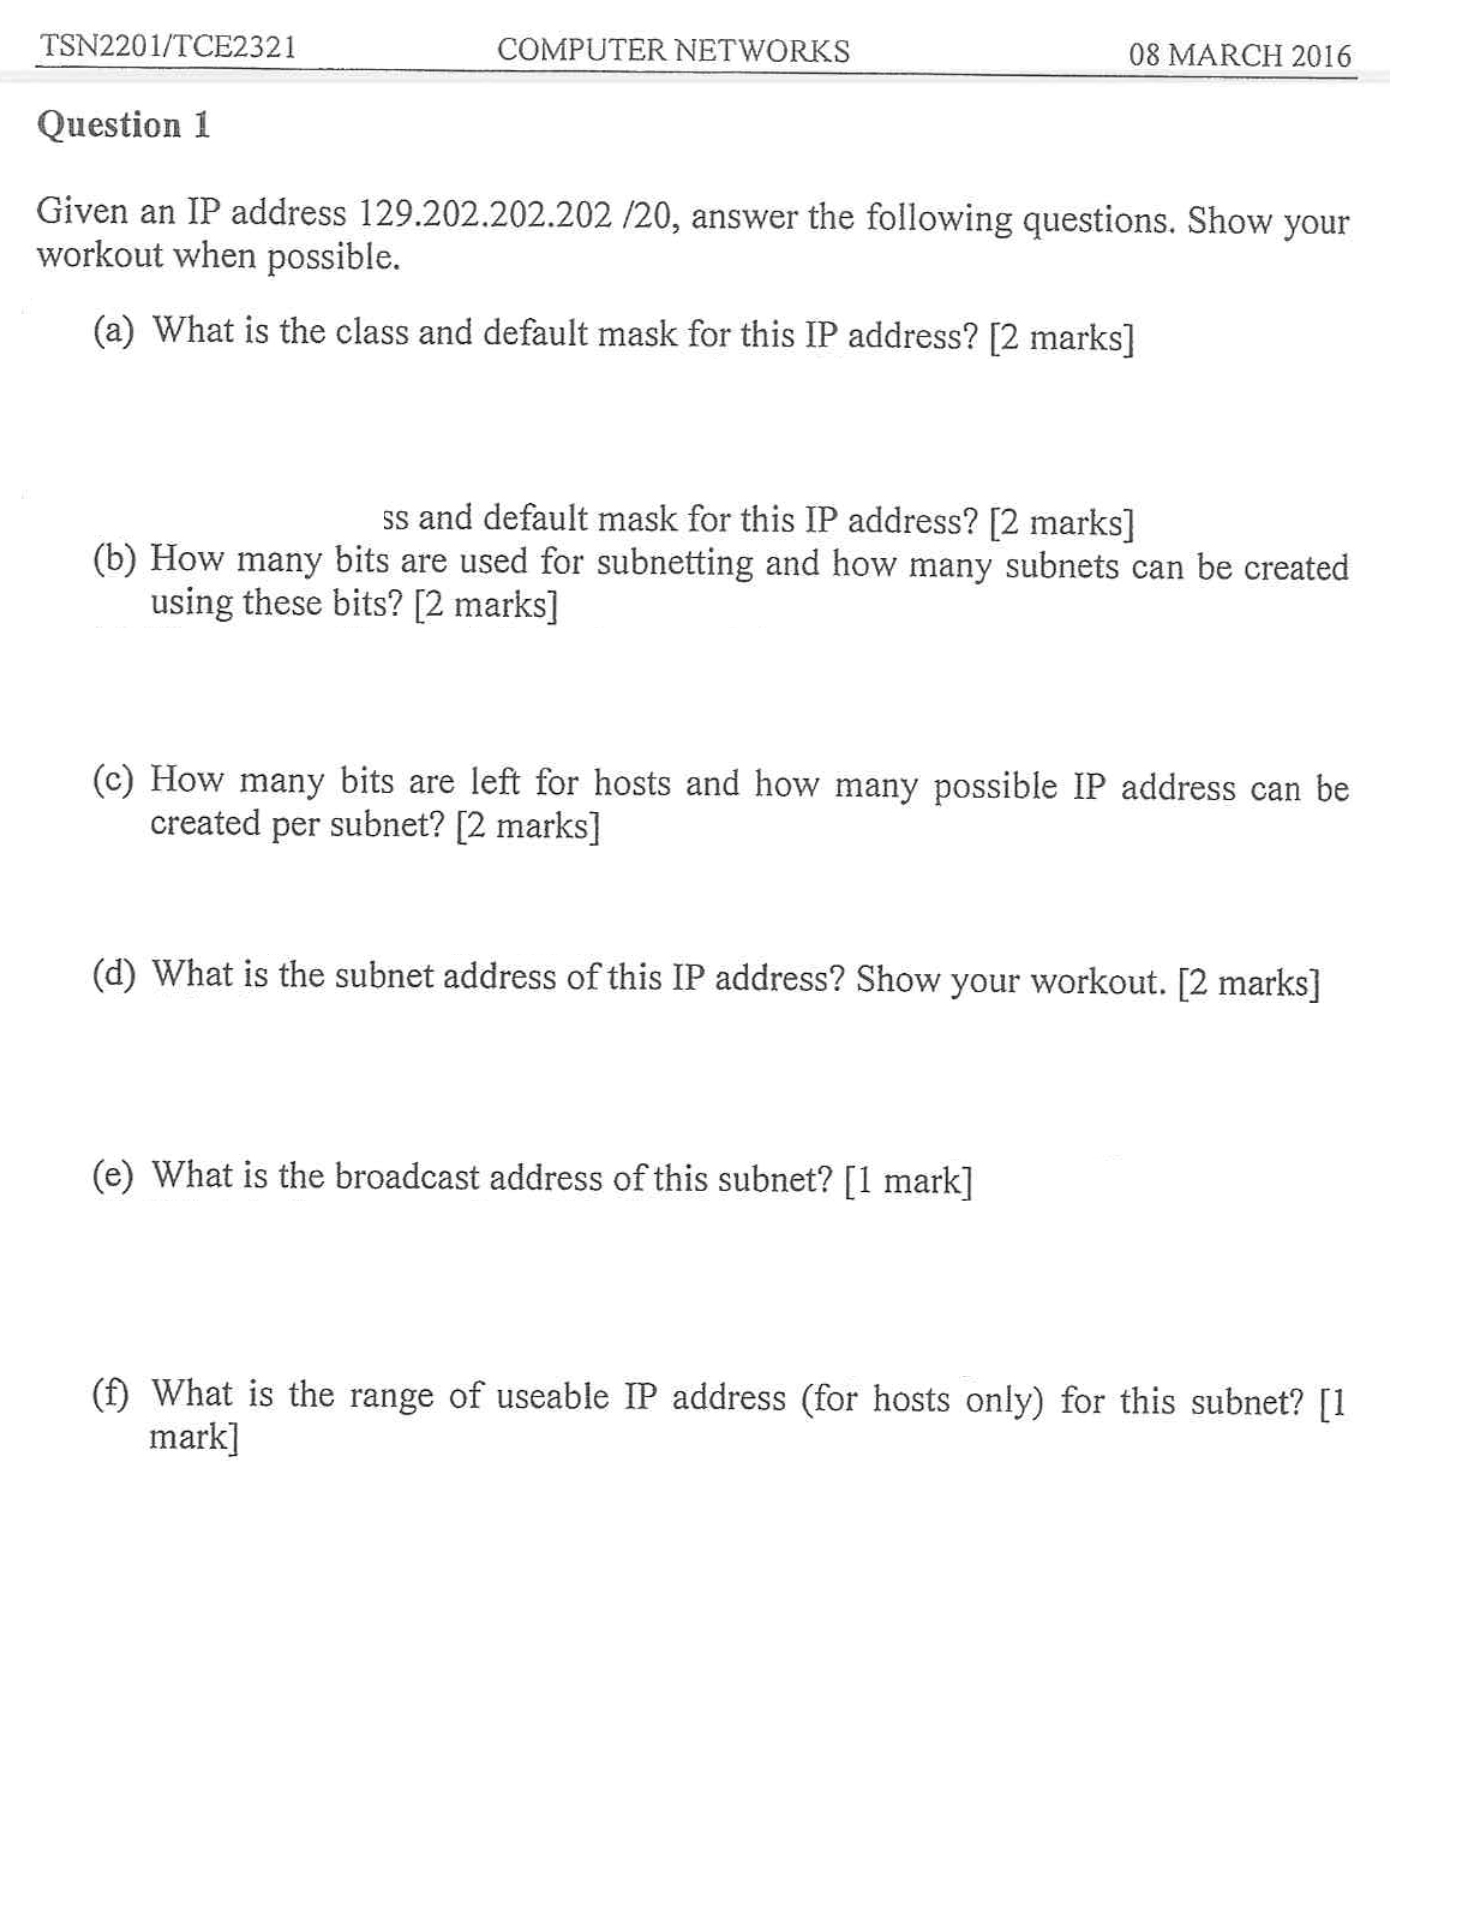 TSN2201/TCE2321 COMPUTER NETWORKS 08 MARCH 2016
Question 1
Given an IP address 129.202.202.202 /20, answer the following questions. Show your
workout when possible.
(a) What is the class and default mask for this IP address? [2 marks]
ss and default mask for this IP address? [2 marks]
(b) How many bits are used for subnetting and how many subnets can be created
using these bits? [2 marks]
(c) How many bits are left for hosts and how many possible IP address can be
created per subnet? [2 marks]
(d) What is the subnet address of this IP address? Show your workout. [2 marks]
(e) What is the broadcast address of this subnet? [1 mark]
(f) What is the range of useable IP address (for hosts only) for this subnet? [1
mark]